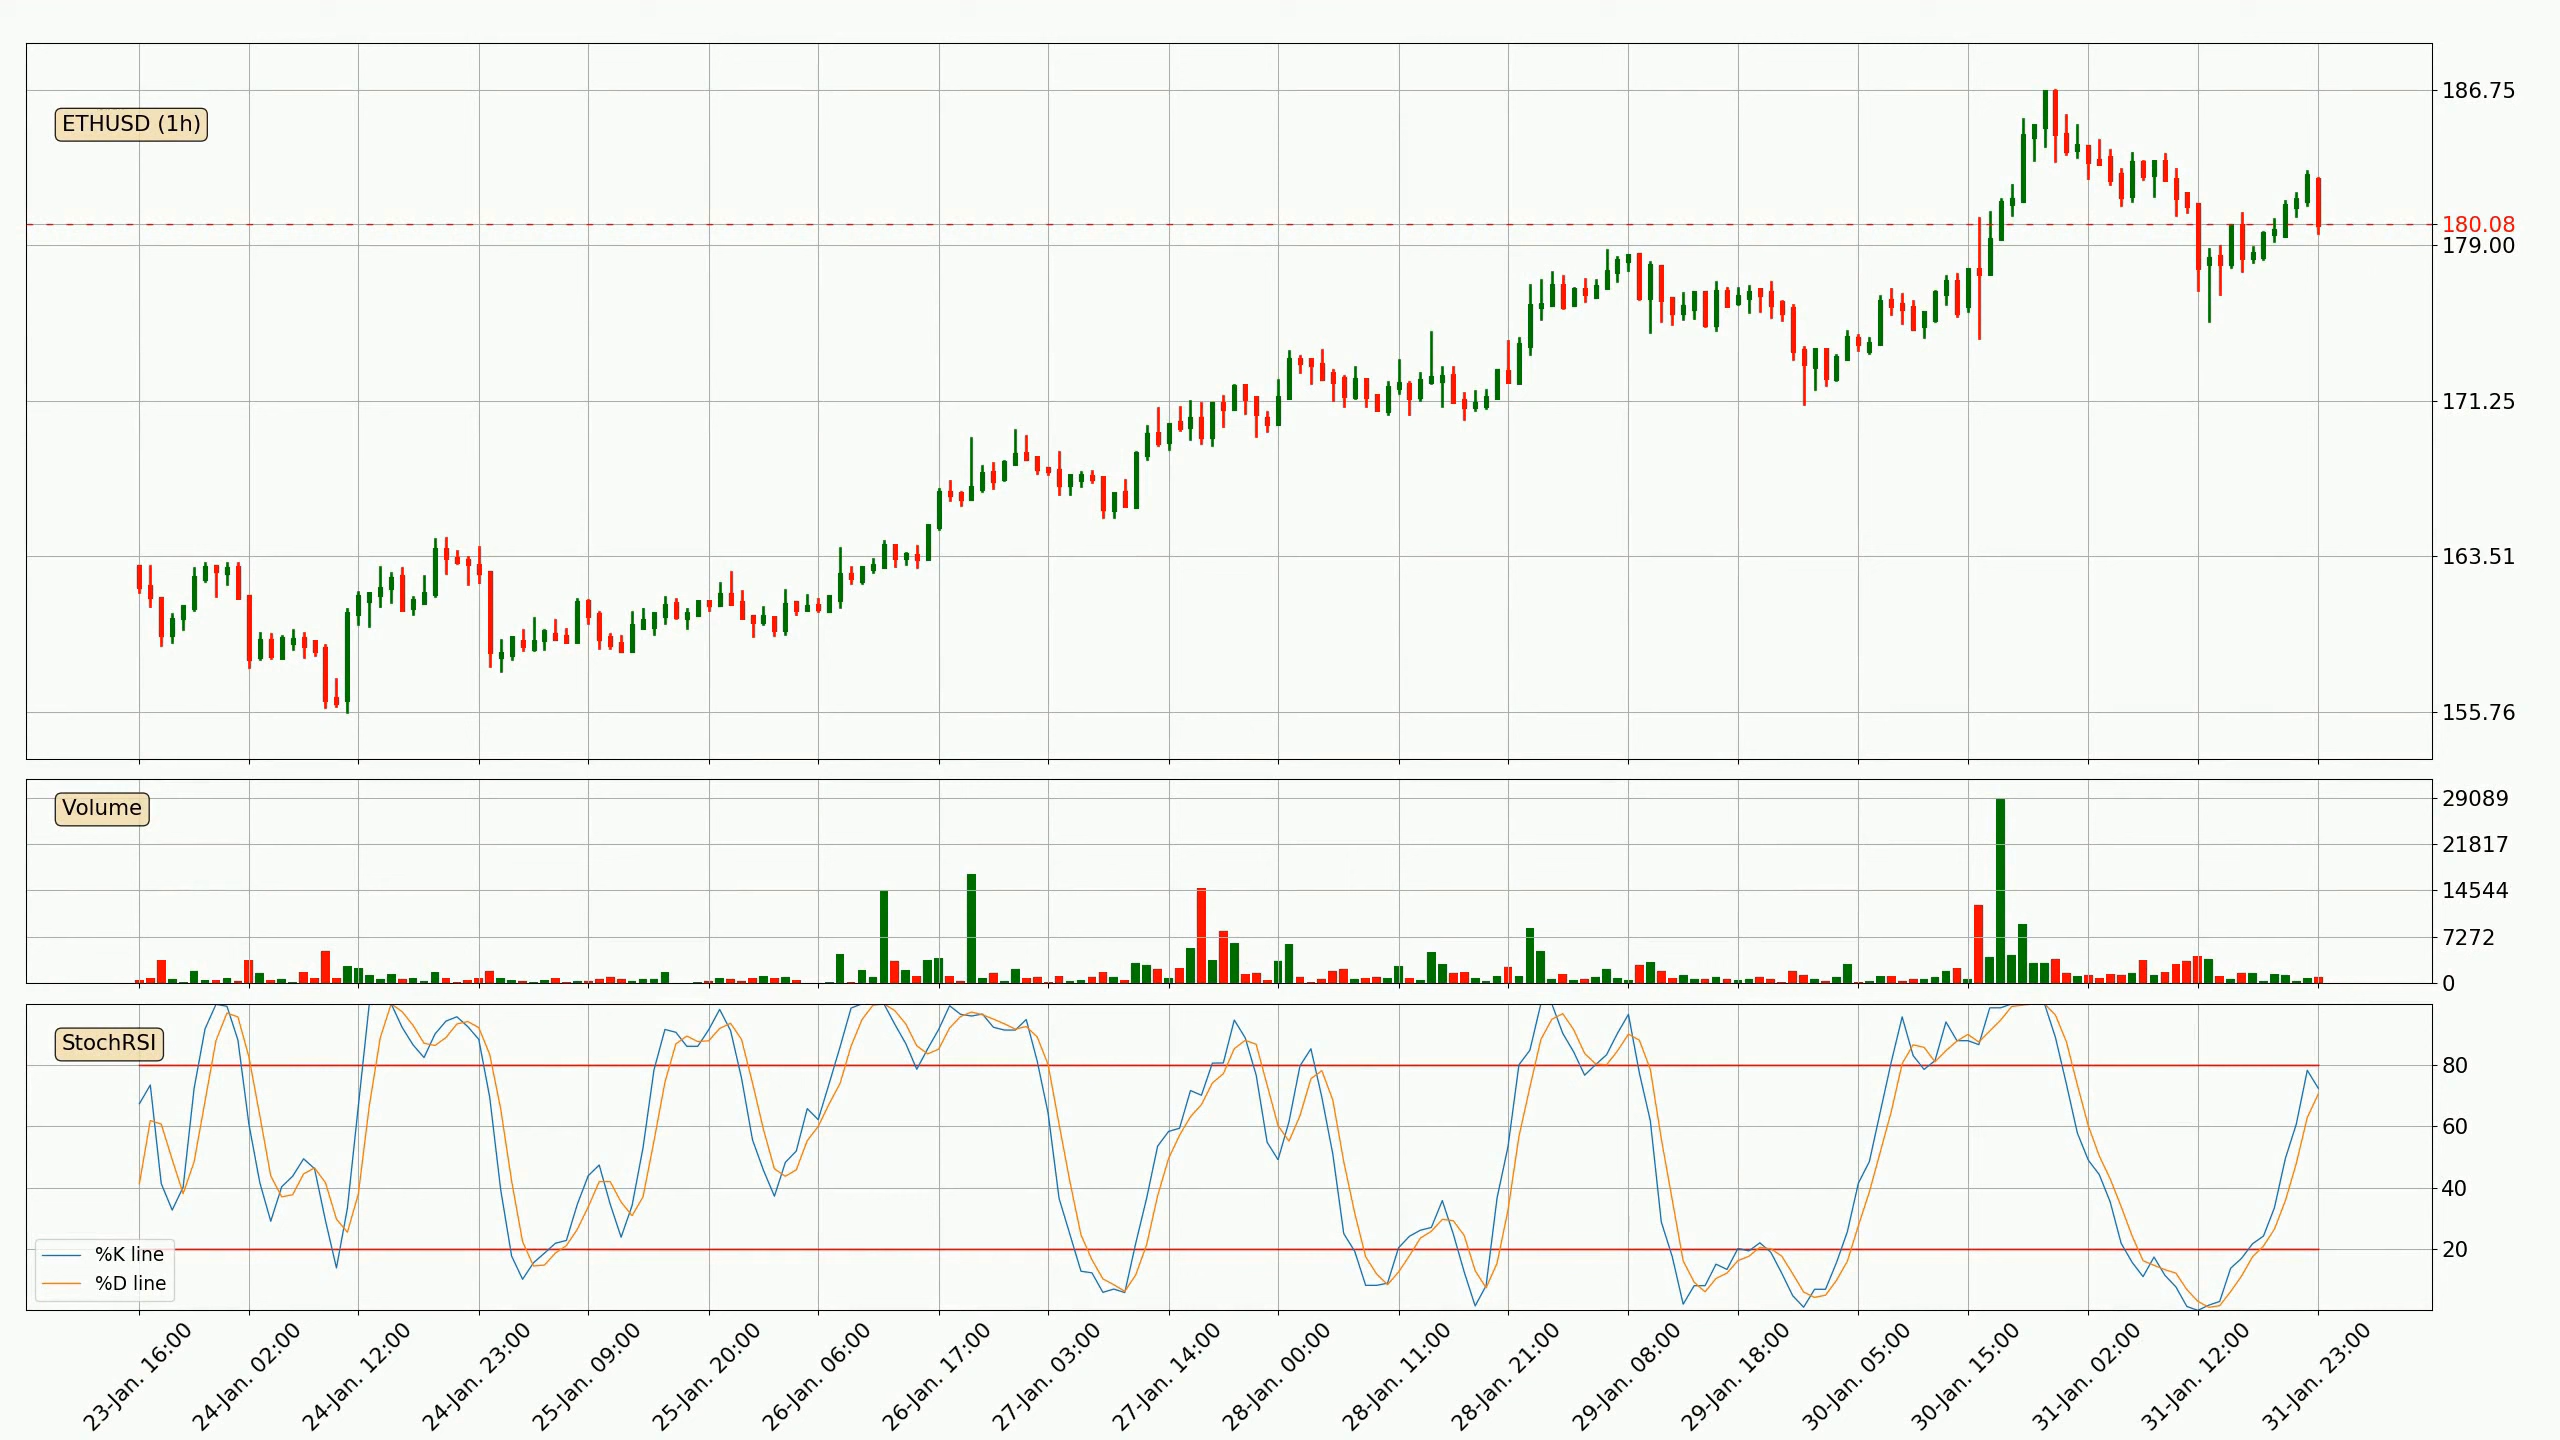 ETHUSD (1h)
186.75
180.08
179.00
171.25
163.51
155.76
Volume
29089
21817
14544
7272
0
StochRSI
80
60
40
20
%K line
%D line
23-Jan. 16:00
24-Jan. 02:00
24-Jan. 12:00
24-Jan. 23:00
25-Jan. 09:00
25-Jan. 20:00
26-Jan. 06:00
26-Jan. 17:00
27-Jan. 03:00
27-Jan. 14:00
28-Jan. 00:00
28-Jan. 11:00
28-Jan. 21:00
29-Jan. 08:00
29-Jan. 18:00
30-Jan. 05:00
30-Jan. 15:00
31-Jan. 02:00
31-Jan. 12:00
31-Jan. 23:00